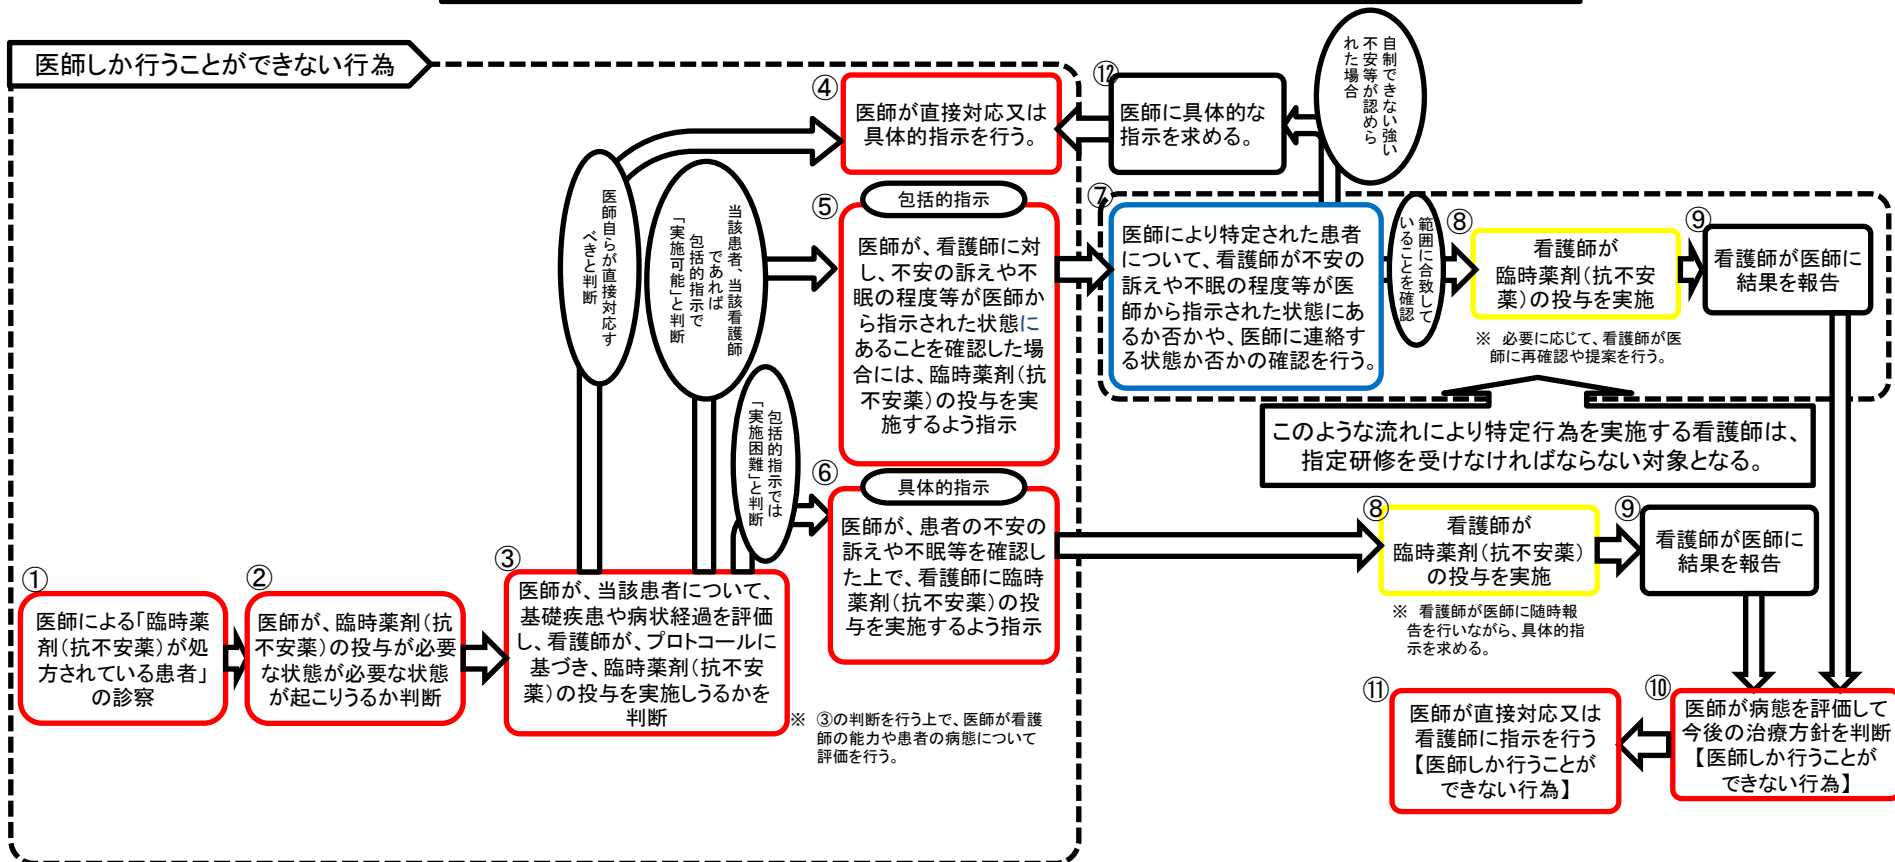 医師しか行うことができない行為
①
医師による「臨時薬
剤(抗不安薬)が処
方されている患者」
の診察
②
医師が、臨時薬剤(抗
不安薬)の投与が必要
な状態が必要な状態
が起こりうるか判断
③
医師が、当該患者について、
基礎疾患や病状経過を評価
し、看護師が、プロトコールに
基づき、臨時薬剤(抗不安
薬)の投与を実施しうるかを
判断
※ ③の判断を行う上で、医師が看護
師の能力や患者の病態について
評価を行う。
医師自らが直接対応す
べきと判断
当該患者、当該看護師
であれば
包括的指示で
「実施可能」と判断
包括的指示では
「実施困難」と判断
④
医師が直接対応又は
具体的指示を行う。
⑤
包括的指示
医師が、看護師に対
し、不安の訴えや不
眠の程度等が医師か
ら指示された状態に
あることを確認した場
合には、臨時薬剤(抗
不安薬)の投与を実
施するよう指示
⑥
具体的指示
医師が、患者の不安の
訴えや不眠等を確認し
た上で、看護師に臨時
薬剤(抗不安薬)の投
与を実施するよう指示
⑫
医師に具体的な
指示を求める。
自制できない強い
不安等が認めら
れた場合
⑦
医師により特定された患者
について、看護師が不安の
訴えや不眠の程度等が医
師から指示された状態にあ
るか否かや、医師に連絡す
る状態か否かの確認を行う。
範囲に合致して
いることを確認
⑧
看護師が
臨時薬剤(抗不安
薬)の投与を実施
※ 必要に応じて、看護師が医
師に再確認や提案を行う。
⑨
看護師が医師に
結果を報告
このような流れにより特定行為を実施する看護師は、
指定研修を受けなければならない対象となる。
⑧
看護師が
臨時薬剤(抗不安薬)
の投与を実施
※ 看護師が医師に随時報
告を行いながら、具体的指
示を求める。
⑨
看護師が医師に
結果を報告
⑩
医師が病態を評価して
今後の治療方針を判断
【医師しか行うことが
できない行為】
⑪
医師が直接対応又は
看護師に指示を行う
【医師しか行うことが
できない行為】